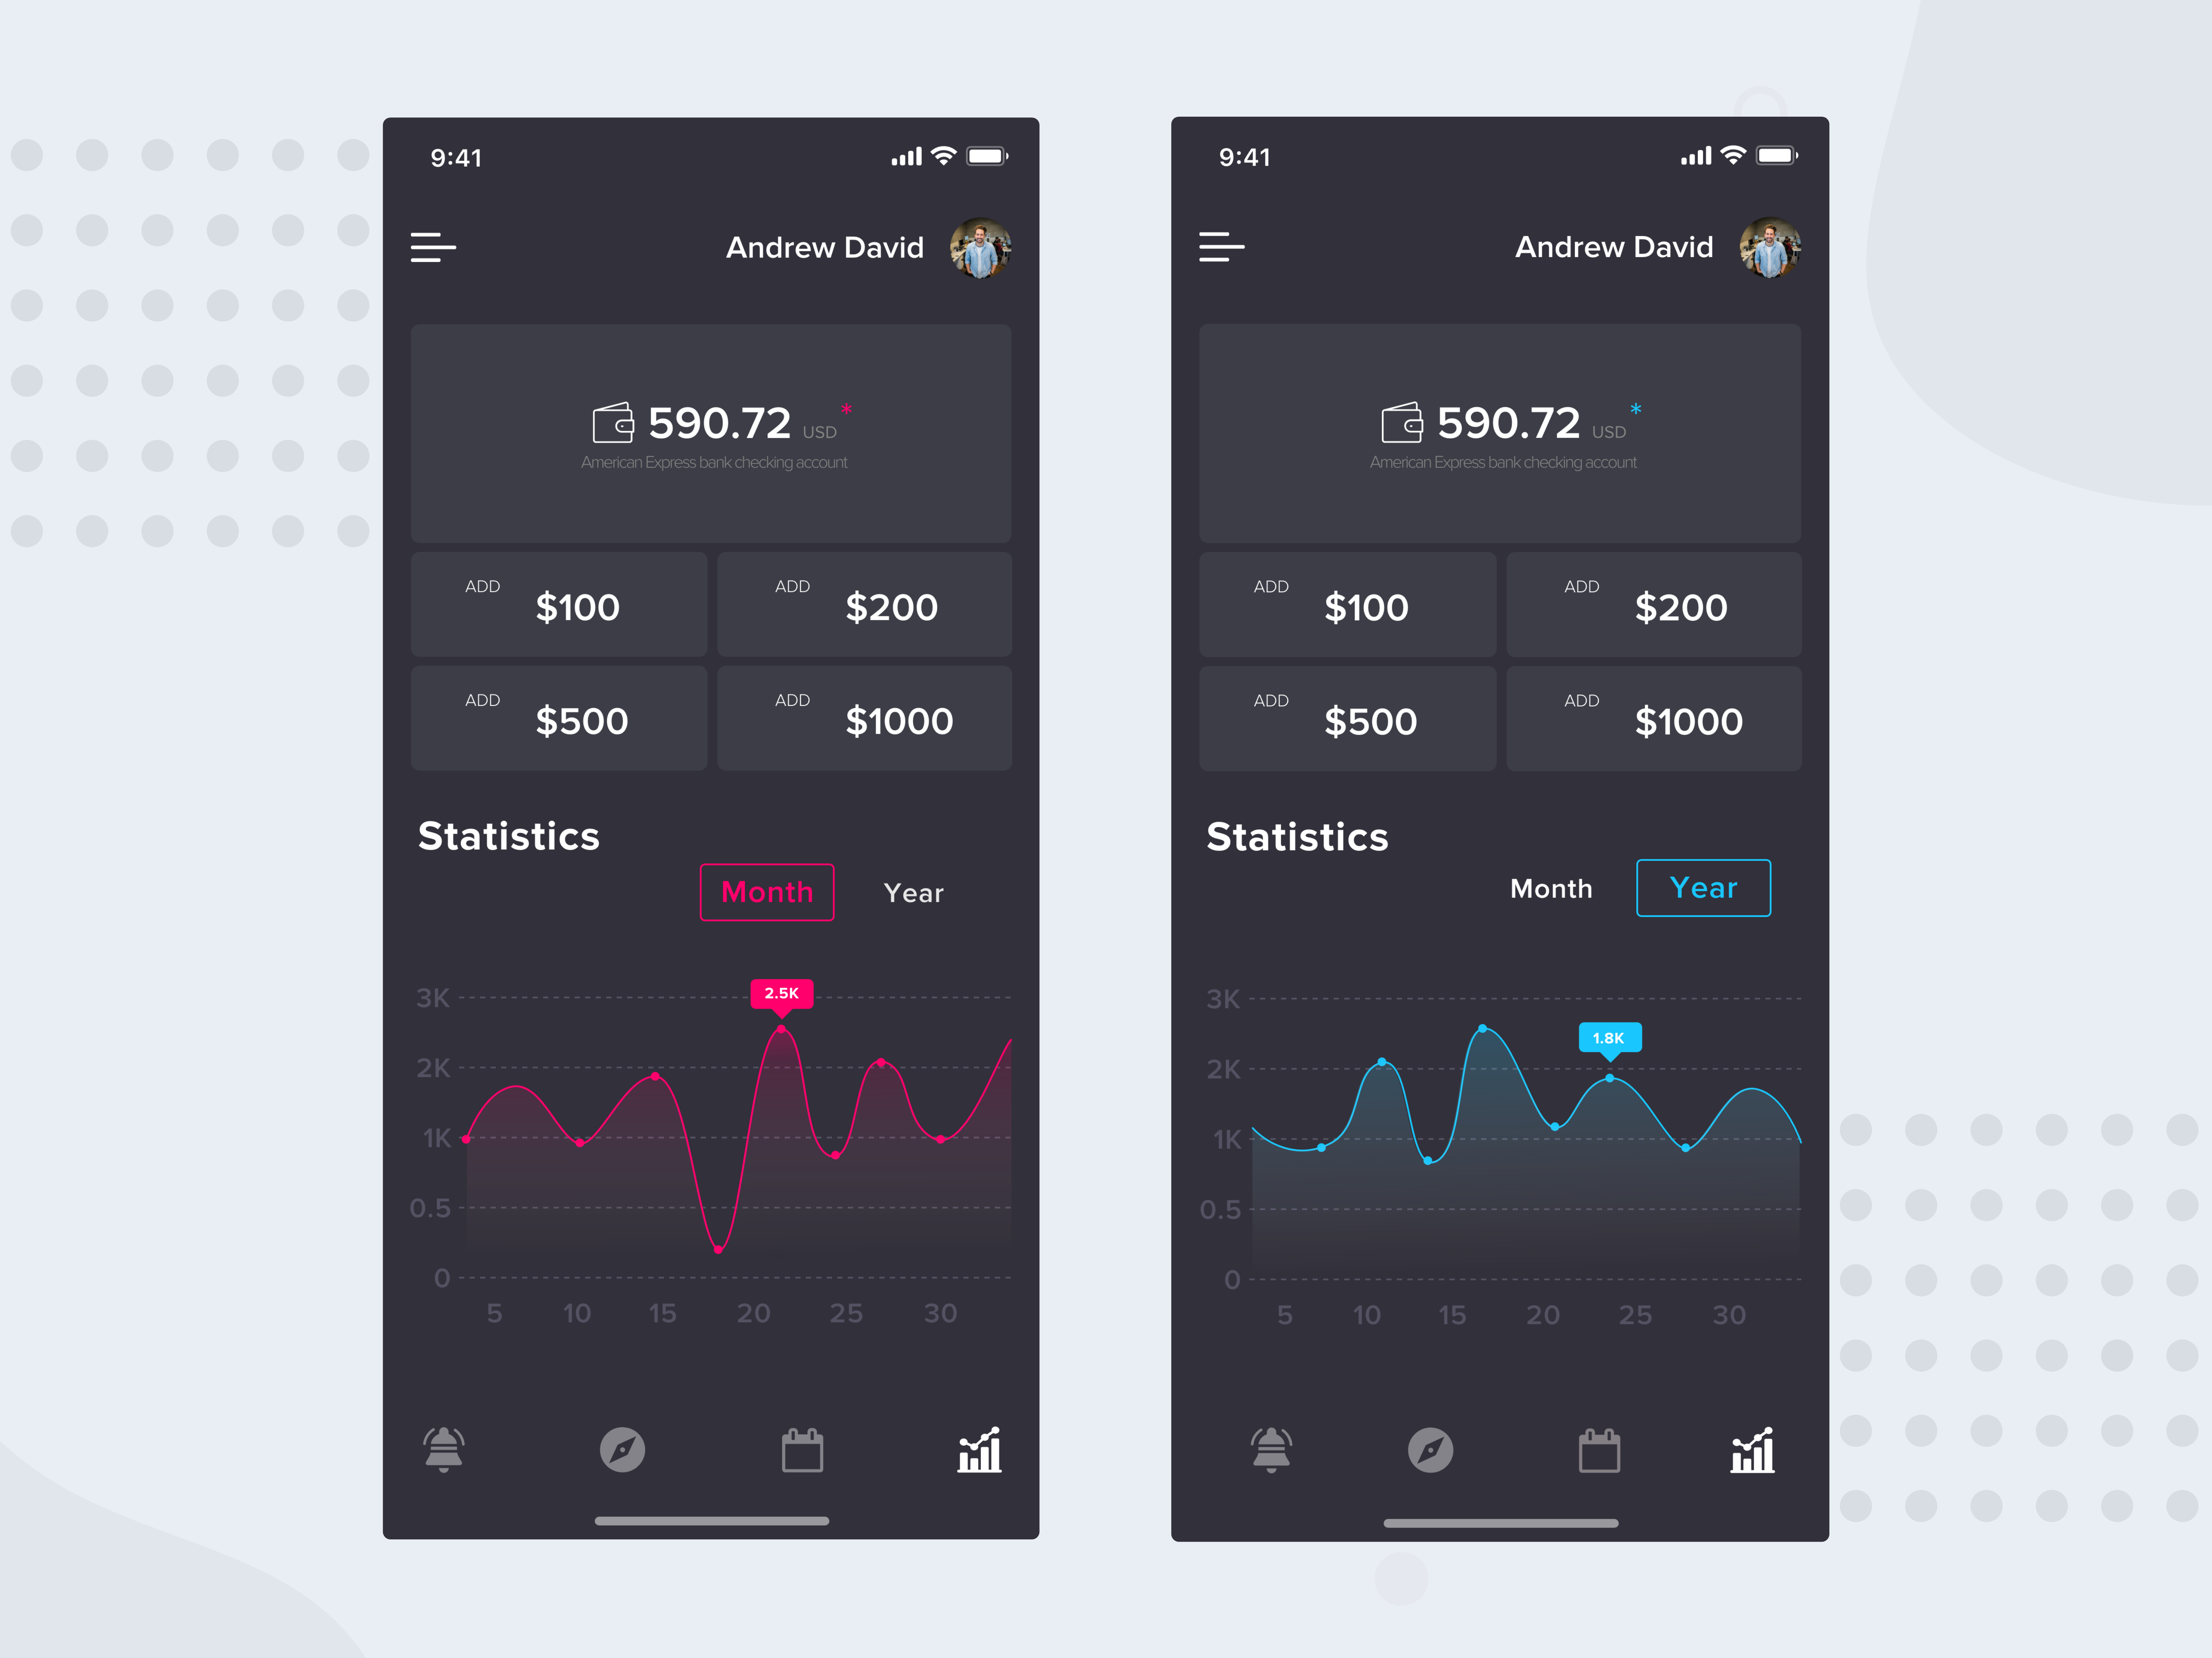 9:41
Andrew David
590.72 USD *
American Express bank checking account
ADD $100
ADD $200
ADD $500
ADD $1000
Statistics
Month Year
2.5K
3K
2K
1K
0.5
0
5 10 15 20 25 30
9:41
Andrew David
590.72 USD *
American Express bank checking account
ADD $100
ADD $200
ADD $500
ADD $1000
Statistics
Month Year
3K
1.8K
2K
1K
0.5
0
5 10 15 20 25 30